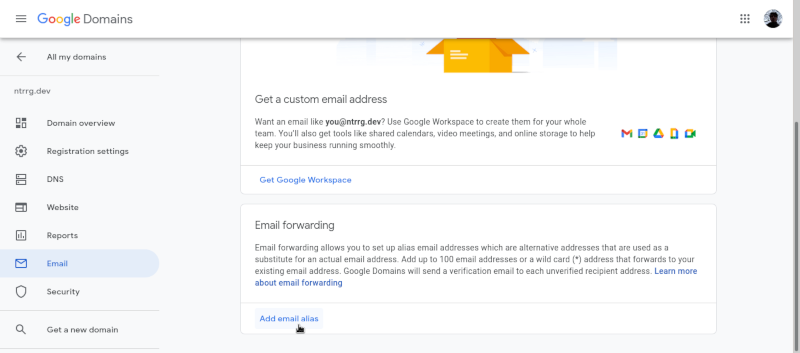 Google Domains
All my domains
ntrrg.dev
Domain overview
Registration settings
DNS
Website
Reports
Email
Security
Get a new domain
Get a custom email address
Want an email like you@ntrrg.dev? Use Google Workspace to create them for your whole
team. You'll also get tools like shared calendars, video meetings, and online storage to help
keep your business running smoothly.
Get Google Workspace
Email forwarding
Email forwarding allows you to set up alias email addresses which are alternative addresses that are used as a
substitute for an actual email address. Add up to 100 email addresses or a wild card (*) address that forwards to your
existing email address. Google Domains will send a verification email to each unverified recipient address. Learn more
about email forwarding
Add email alias